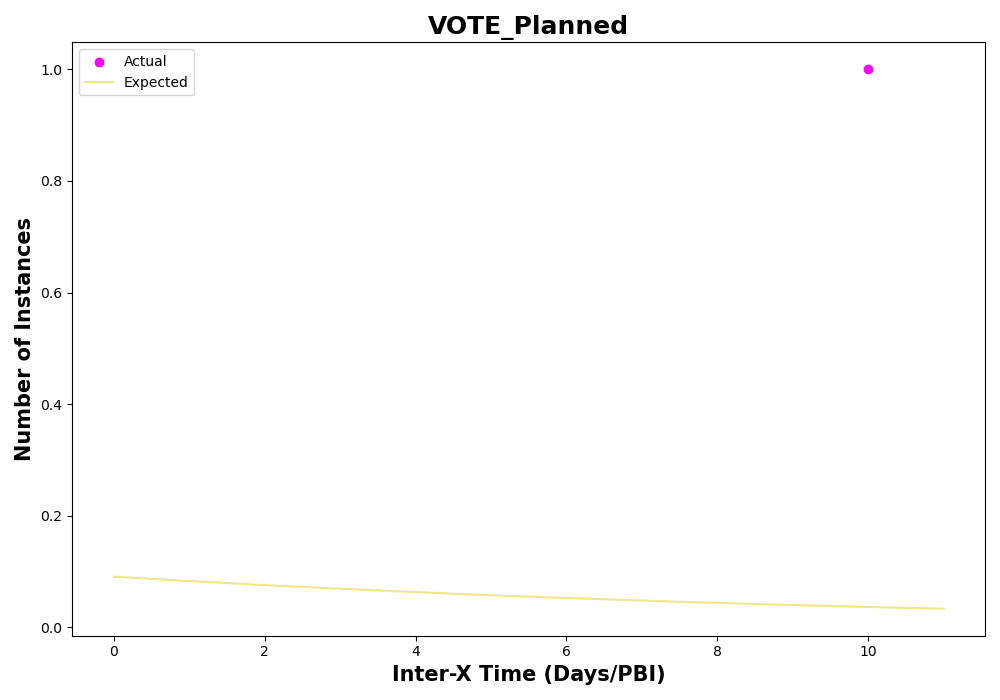 VOTE_Planned
Actual
Expected
Number of Instances
1.0
0.8
0.6
0.4
0.2
0.0
0 2 4 6 8 10
Inter-X Time (Days/PBI)